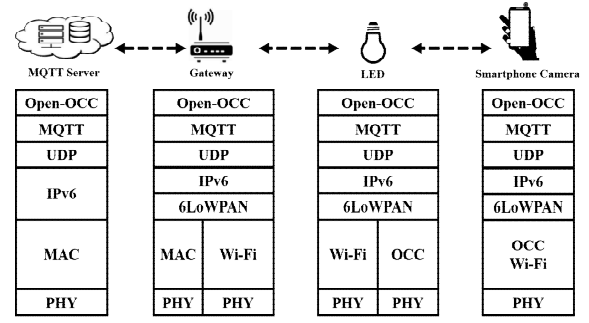 MQTT Server
Gateway
LED
Smartphone Camera
Open-OCC
MQTT
UDP
IPv6
MAC
PHY
Open-OCC
MQTT
UDP
IPv6
6LoWPAN
MAC Wi-Fi
PHY PHY
Open-OCC
MQTT
UDP
IPv6
6LoWPAN
Wi-Fi OCC
PHY PHY
Open-OCC
MQTT
UDP
IPv6
6LoWPAN
OCC
Wi-Fi
PHY